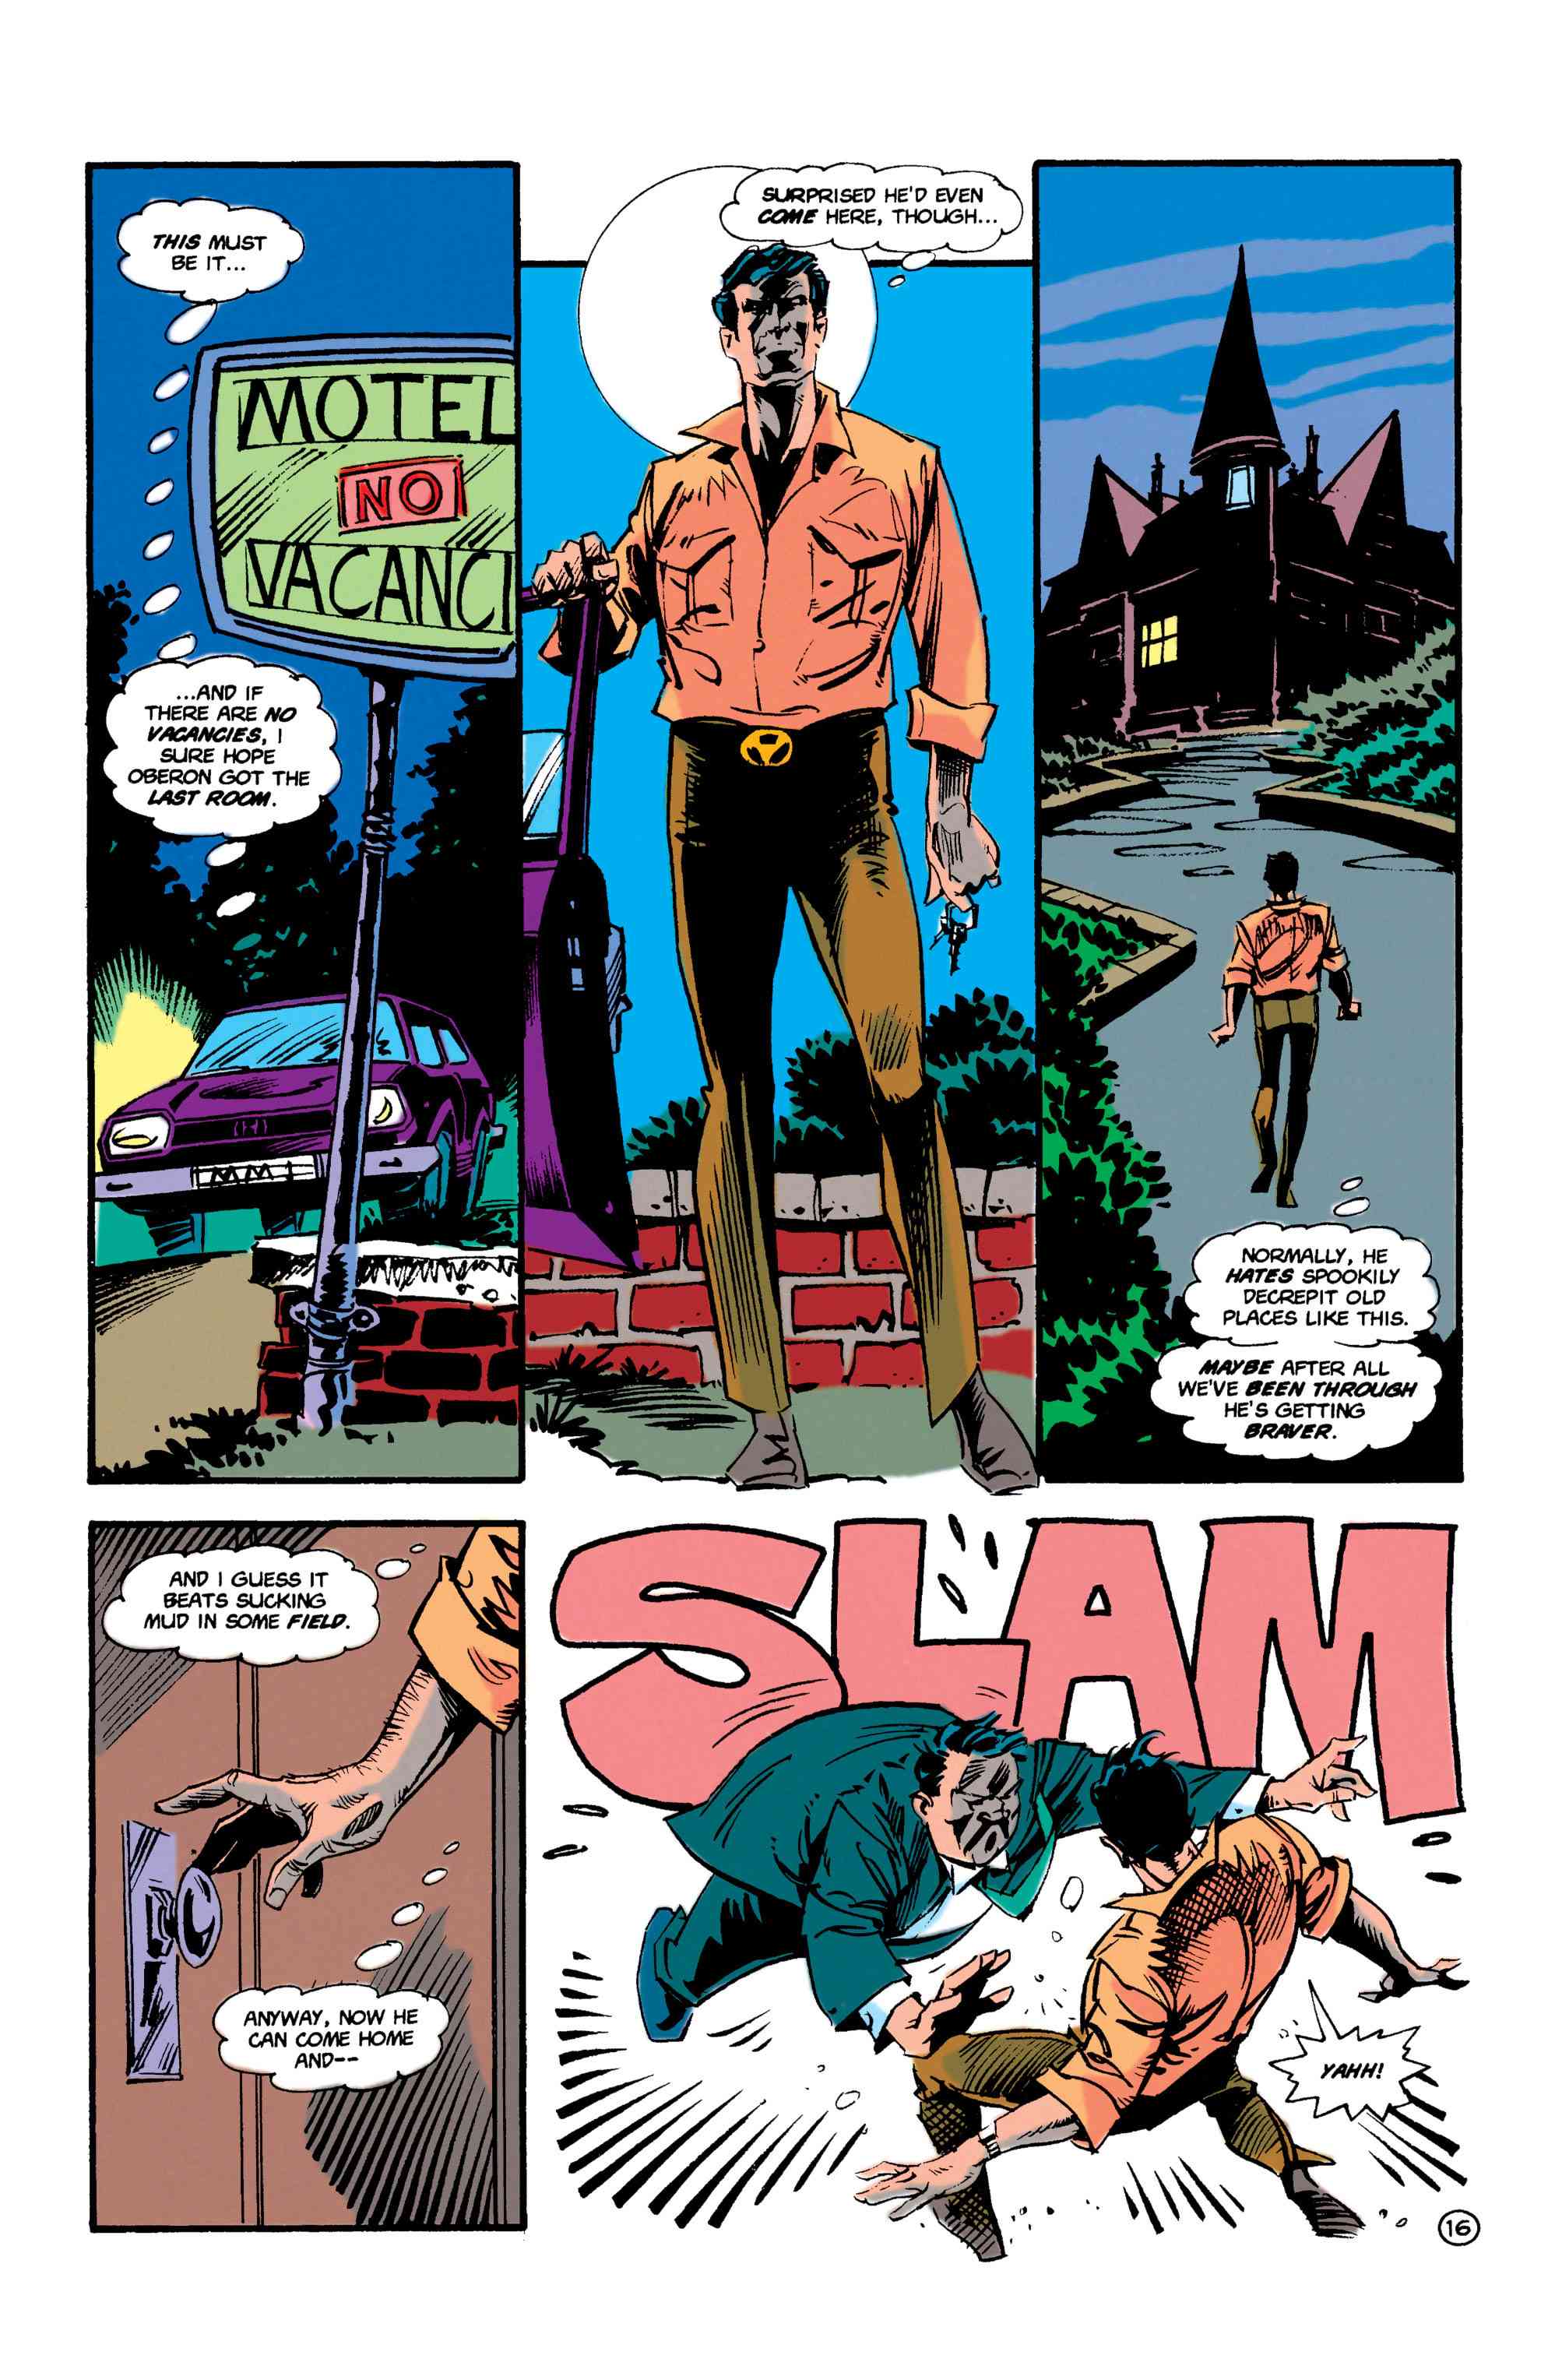 THIS MUST
BE IT...
MOTEL
NO
VACANCI
...AND IF
THERE ARE NO
VACANCIES, I
SURE HOPE
OBERON GOT THE
LAST ROOM.
MM1
SURPRISED HE'D EVEN
COME HERE, THOUGH...
NORMALLY, HE
HATES SPOOKILY
DECREPIT OLD
PLACES LIKE THIS.
MAYBE AFTER ALL
WE'VE BEEN THROUGH
HE'S GETTING
BRAVER.
AND I GUESS IT
BEATS SUCKING
MUD IN SOME FIELD.
ANYWAY, NOW HE
CAN COME HOME
AND--
SLAM
YAHH!
16